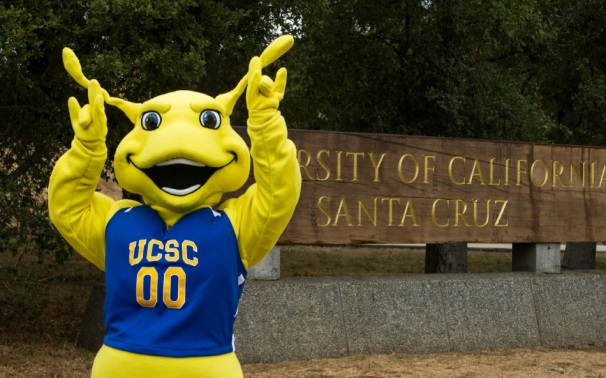 RSITY OF CALIFORNIA
SANTA CRUZ
UCSC
00